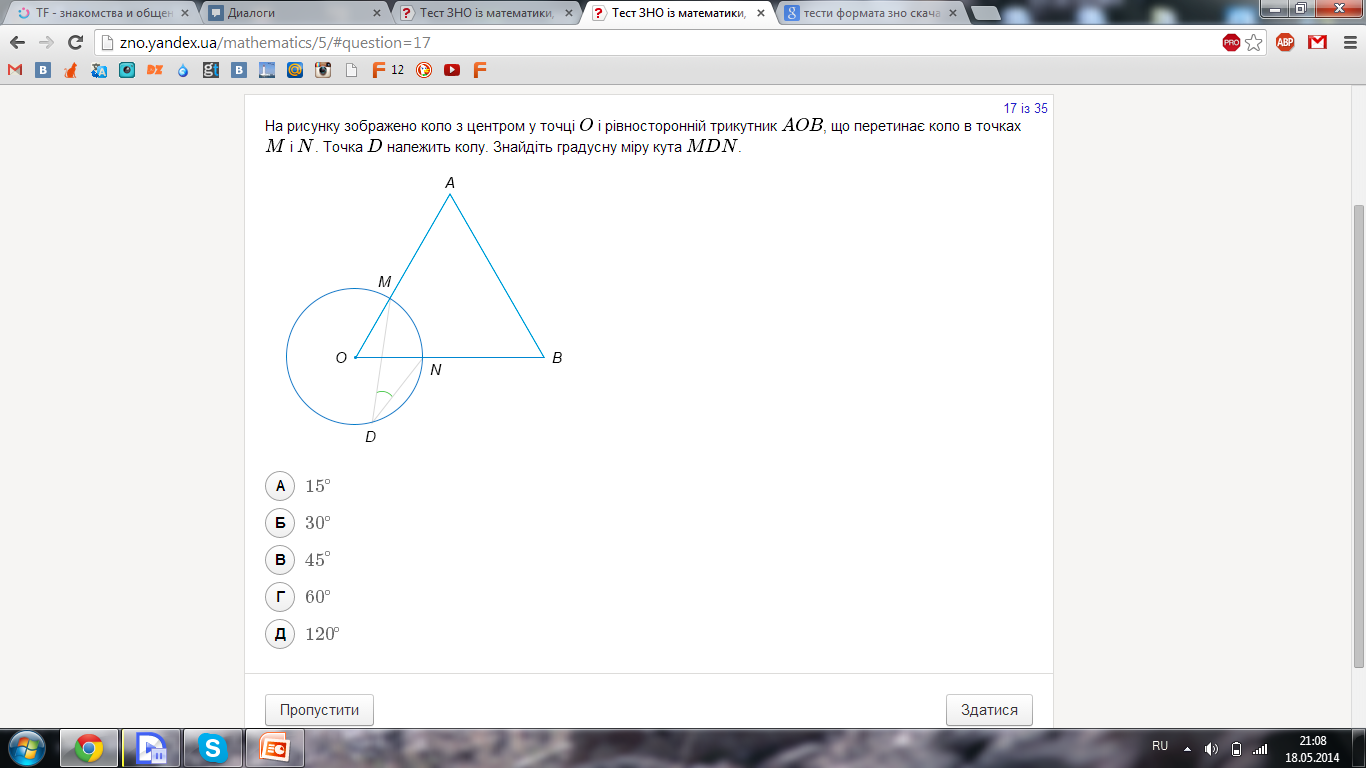 TF - знакомства и общен
Диалоги
Тест ЗНО із математики,
Тест ЗНО із математики,
тести формата зно скача
zno.yandex.ua/mathematics/5/#question=17
PRO
ABP
12
17 із 35
На рисунку зображено коло з центром у точці O і рівносторонній трикутник AOB, що перетинає коло в точках
M і N. Точка D належить колу. Знайдіть градусну міру кута MDN.
A
M
O
B
N
D
А 15°
Б 30°
В 45°
Г 60°
Д 120°
Пропустити
Здатися
RU
21:08
18.05.2014